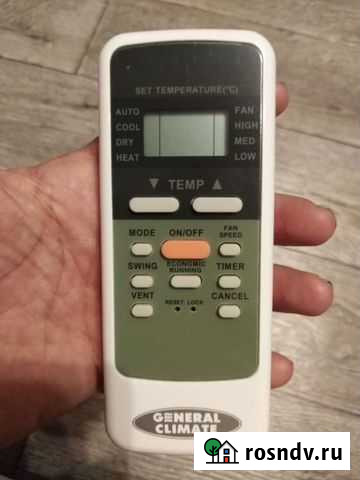 SET TEMPERATURE(℃)
AUTO
COOL
DRY
HEAT
FAN
HIGH
MED
LOW
▼ TEMP ▲
MODE
ON/OFF
FAN SPEED
SWING
ECONOMIC RUNNING
TIMER
VENT
RESET LOCK
CANCEL
GENERAL
CLIMATE
rosndv.ru